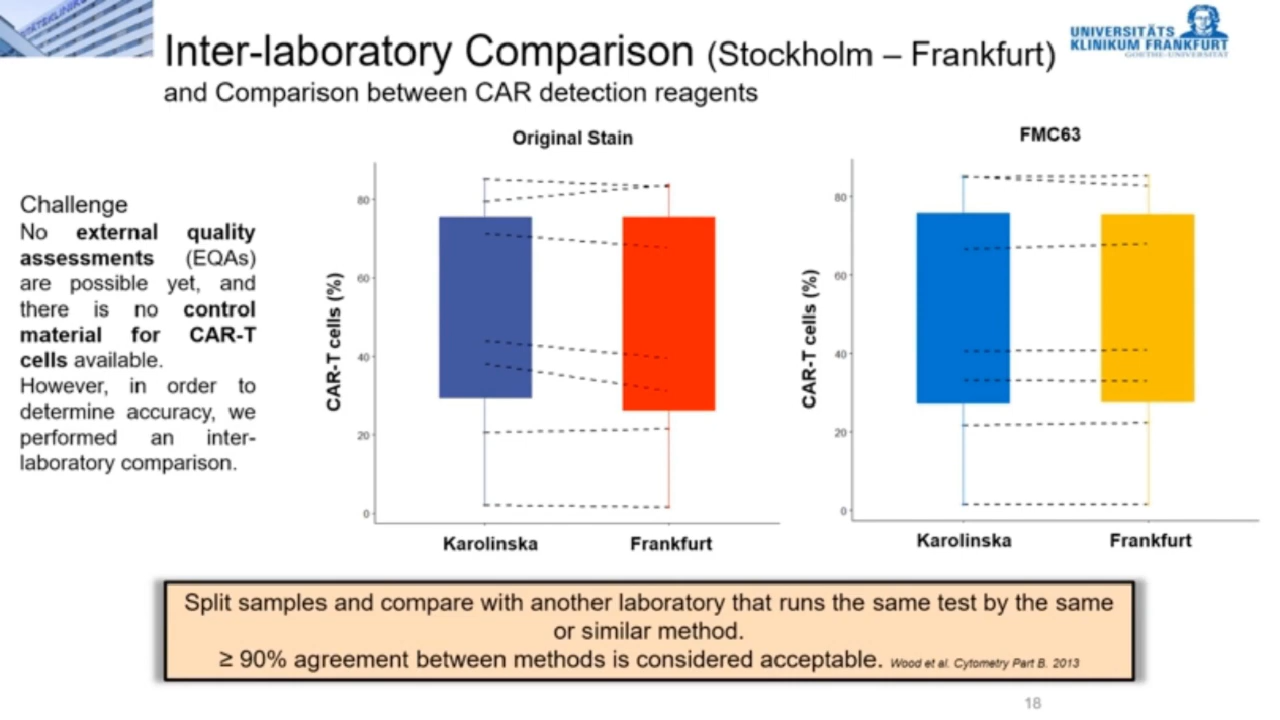 Inter-laboratory Comparison (Stockholm – Frankfurt)
and Comparison between CAR detection reagents
UNIVERSITÄTS
KLINIKUM FRANKFURT
GOETHE-UNIVERSITÄT
Challenge
No external quality
assessments (EQAs)
are possible yet, and
there is no control
material for CAR-T
cells available.
However, in order to
determine accuracy, we
performed an inter-
laboratory comparison.
Original Stain
CAR-T cells (%)
80
60
40
20
0
Karolinska Frankfurt
FMC63
CAR-T cells (%)
80
60
40
20
0
Karolinska Frankfurt
Split samples and compare with another laboratory that runs the same test by the same
or similar method.
≥ 90% agreement between methods is considered acceptable. Wood et al. Cytometry Part B. 2013
18